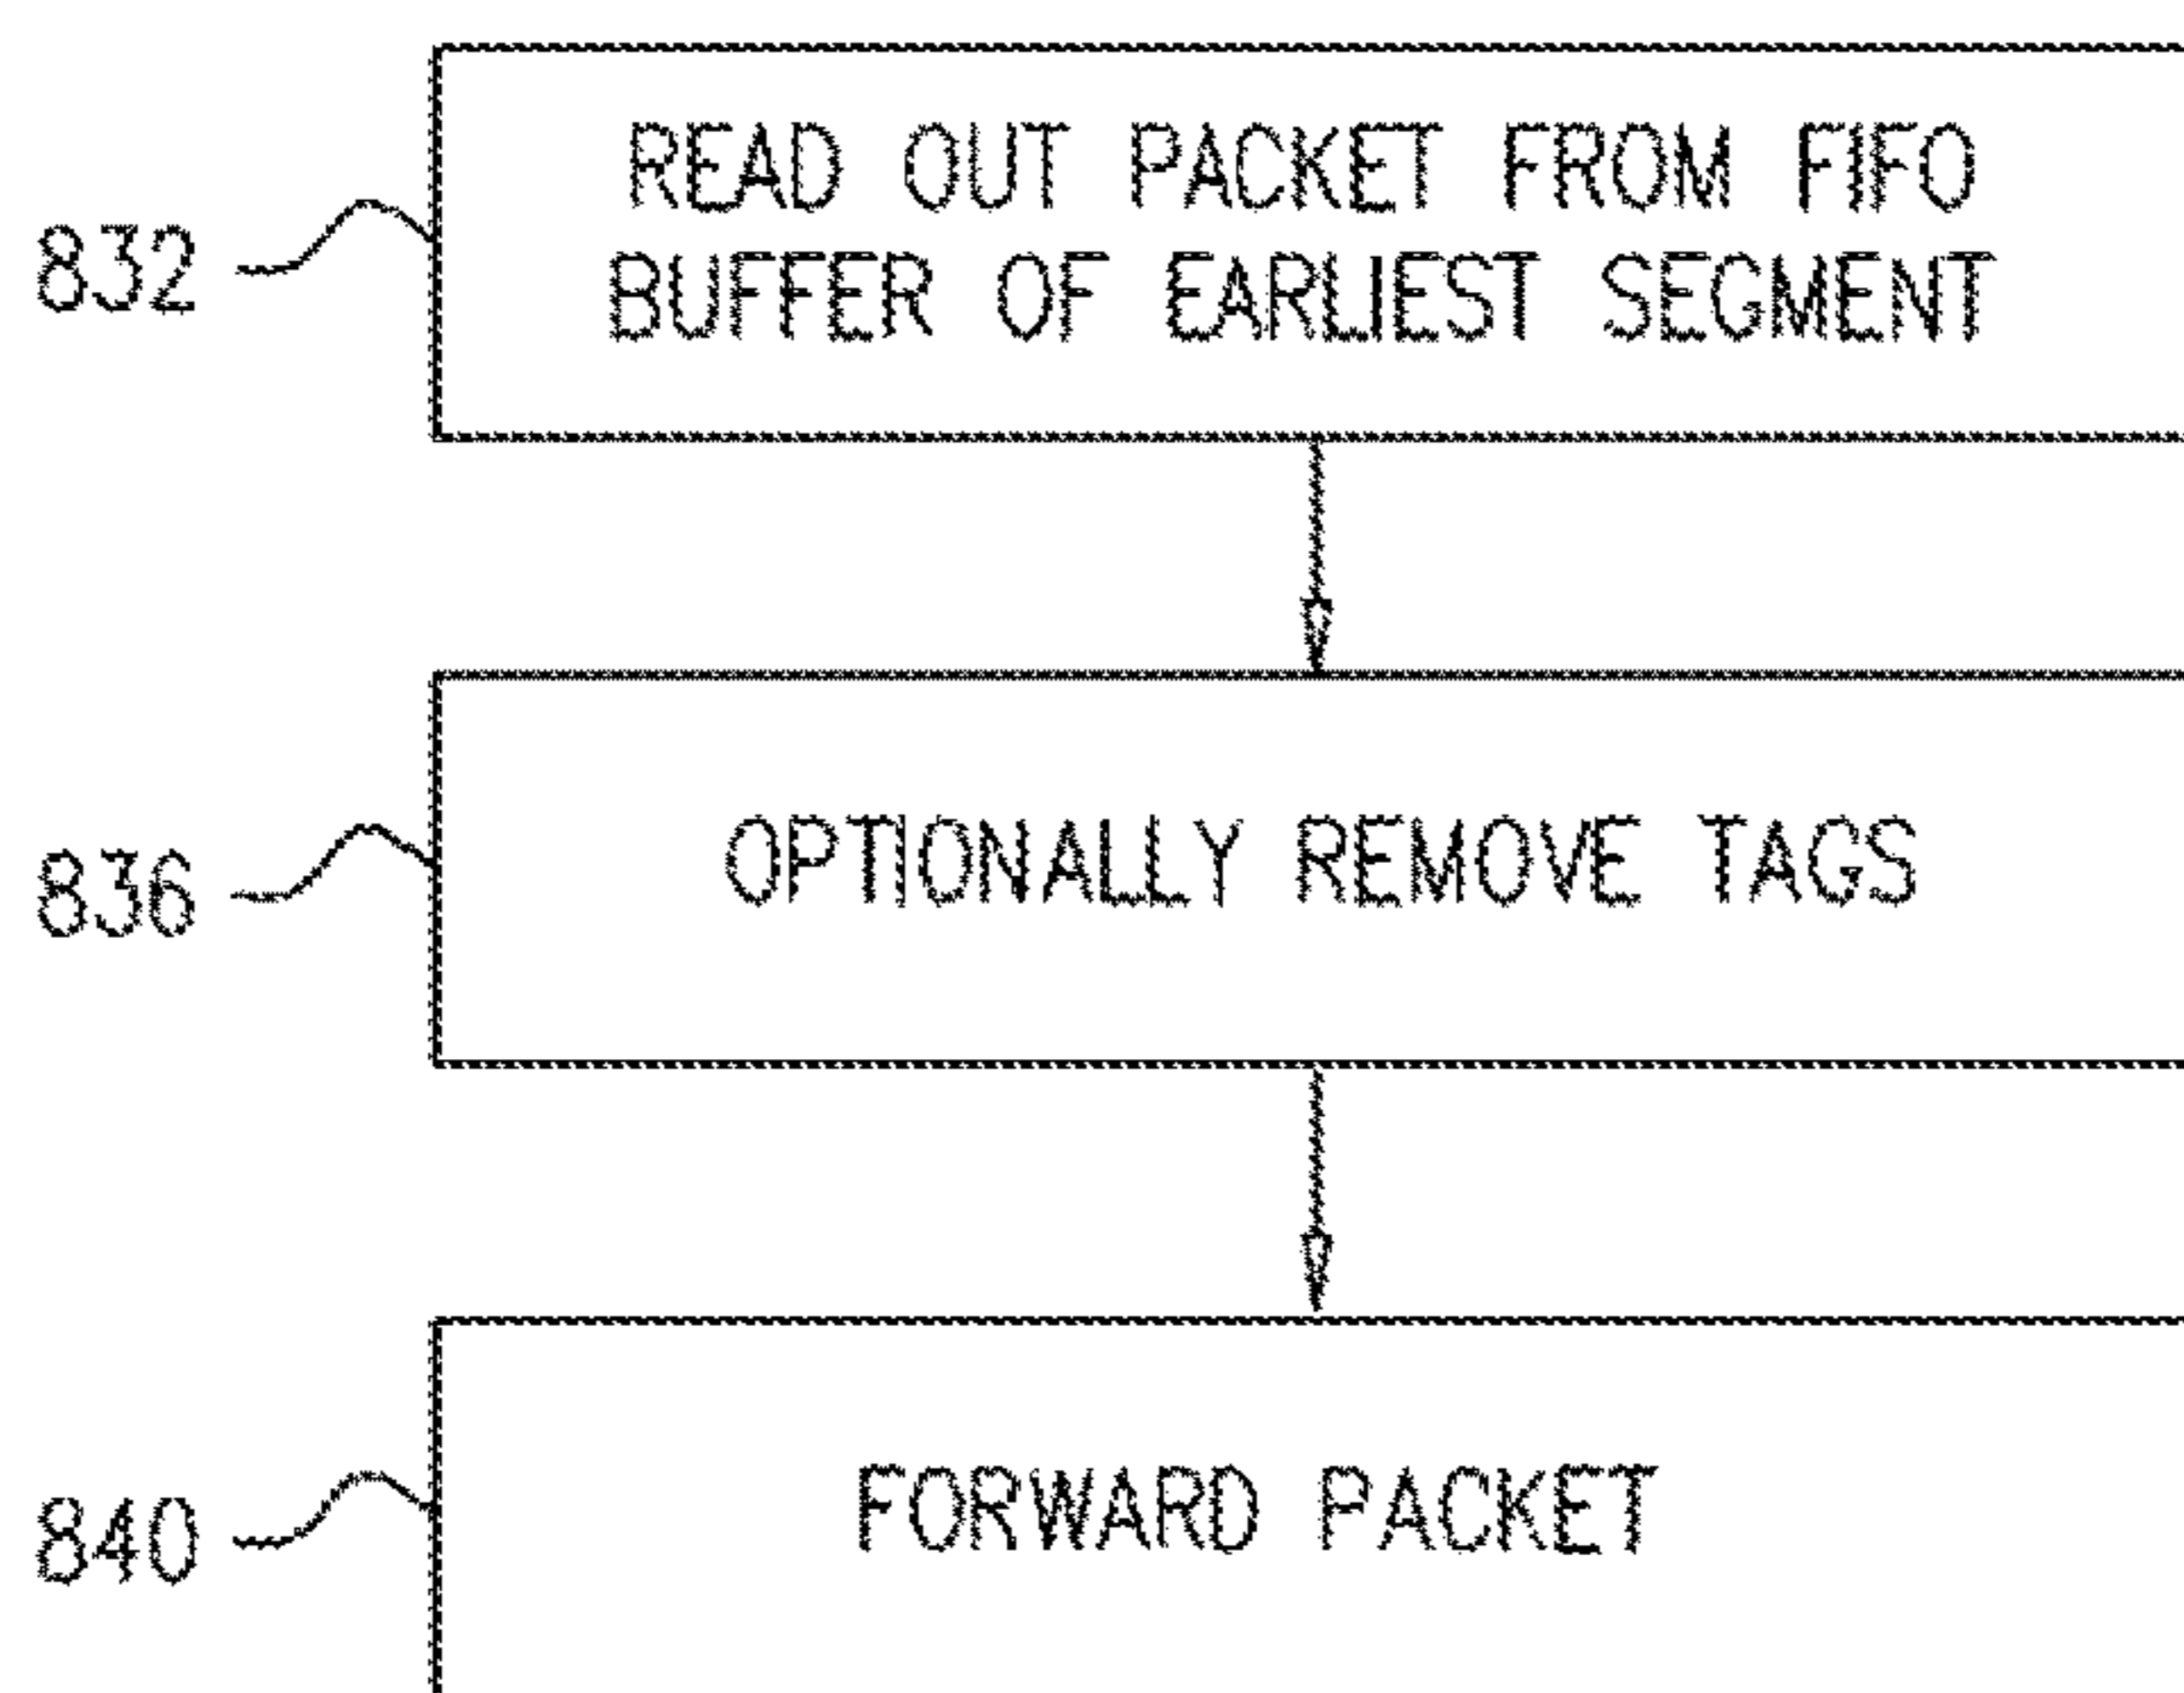 READ OUT PACKET FROM FIFO
BUFFER OF EARLIEST SEGMENT
832
OPTIONALLY REMOVE TAGS
836
FORWARD PACKET
840